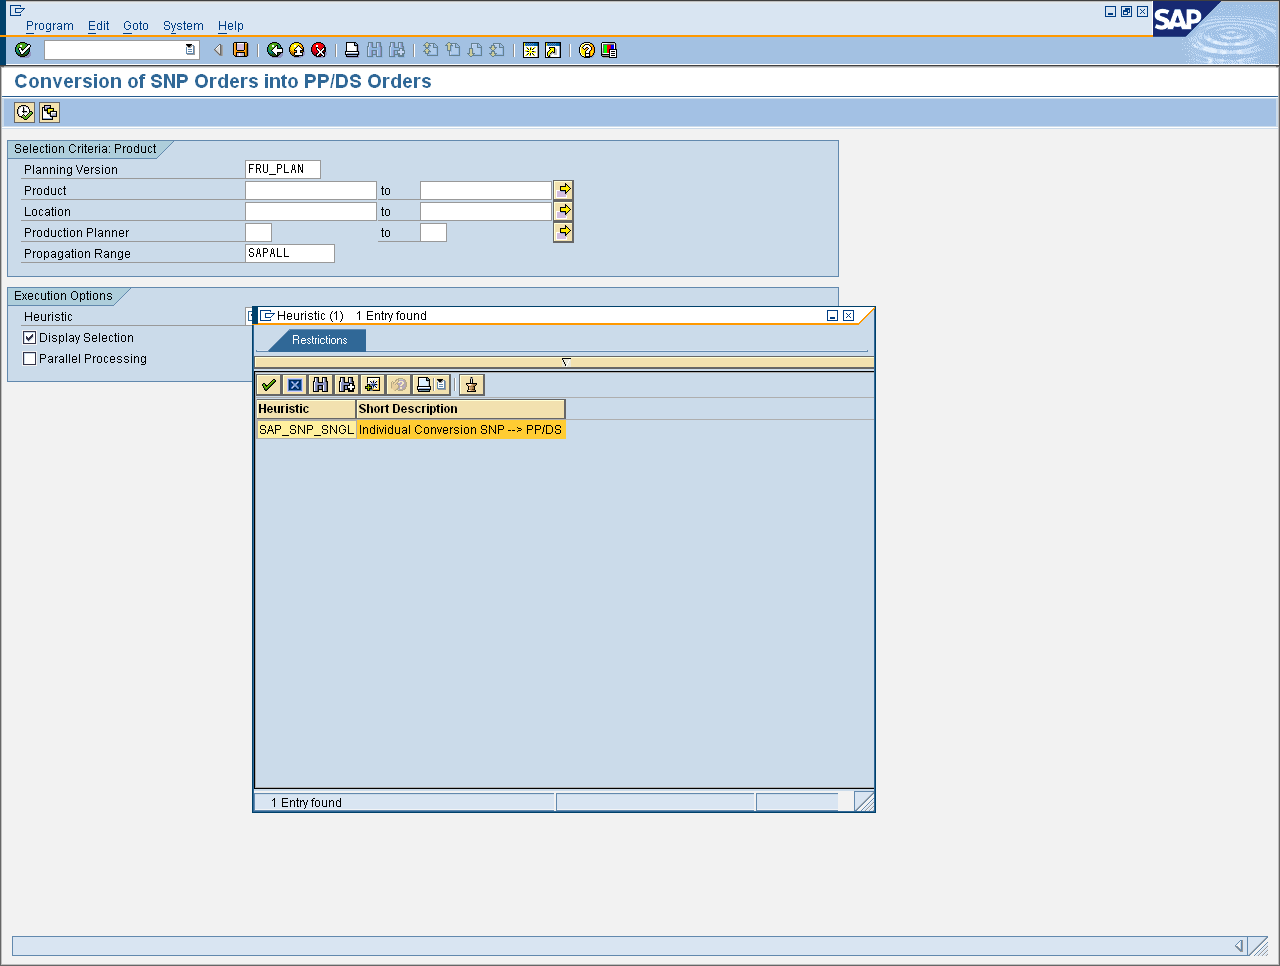 Program Edit Goto System Help
SAP
Conversion of SNP Orders into PP/DS Orders
Selection Criteria: Product
Planning Version FRU_PLAN
Product to
Location to
Production Planner to
Propagation Range SAPALL
Execution Options
Heuristic
Display Selection
Parallel Processing
Heuristic (1) 1 Entry found
Restrictions
Heuristic Short Description
SAP_SNP_SNGL Individual Conversion SNP --> PP/DS
1 Entry found